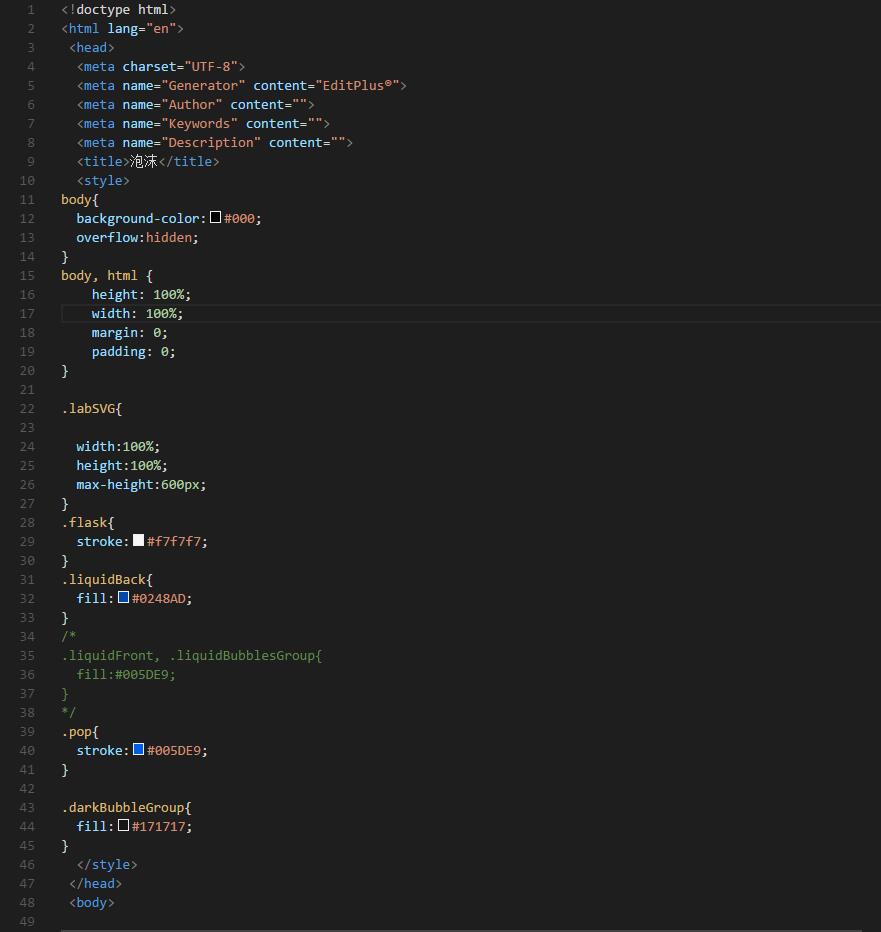 1 <!doctype html>
2 <html lang="en">
3 <head>
4 <meta charset="UTF-8">
5 <meta name="Generator" content="EditPlus®">
6 <meta name="Author" content="">
7 <meta name="Keywords" content="">
8 <meta name="Description" content="">
9 <title>泡沫</title>
10 <style>
11 body{
12 background-color:#000;
13 overflow:hidden;
14 }
15 body, html {
16 height: 100%;
17 width: 100%;
18 margin: 0;
19 padding: 0;
20 }
21
22 .labSVG{
23
24 width:100%;
25 height:100%;
26 max-height:600px;
27 }
28 .flask{
29 stroke:#f7f7f7;
30 }
31 .liquidBack{
32 fill:#0248AD;
33 }
34 /*
35 .liquidFront, .liquidBubblesGroup{
36 fill:#005DE9;
37 }
38 */
39 .pop{
40 stroke:#005DE9;
41 }
42
43 .darkBubbleGroup{
44 fill:#171717;
45 }
46 </style>
47 </head>
48 <body>
49